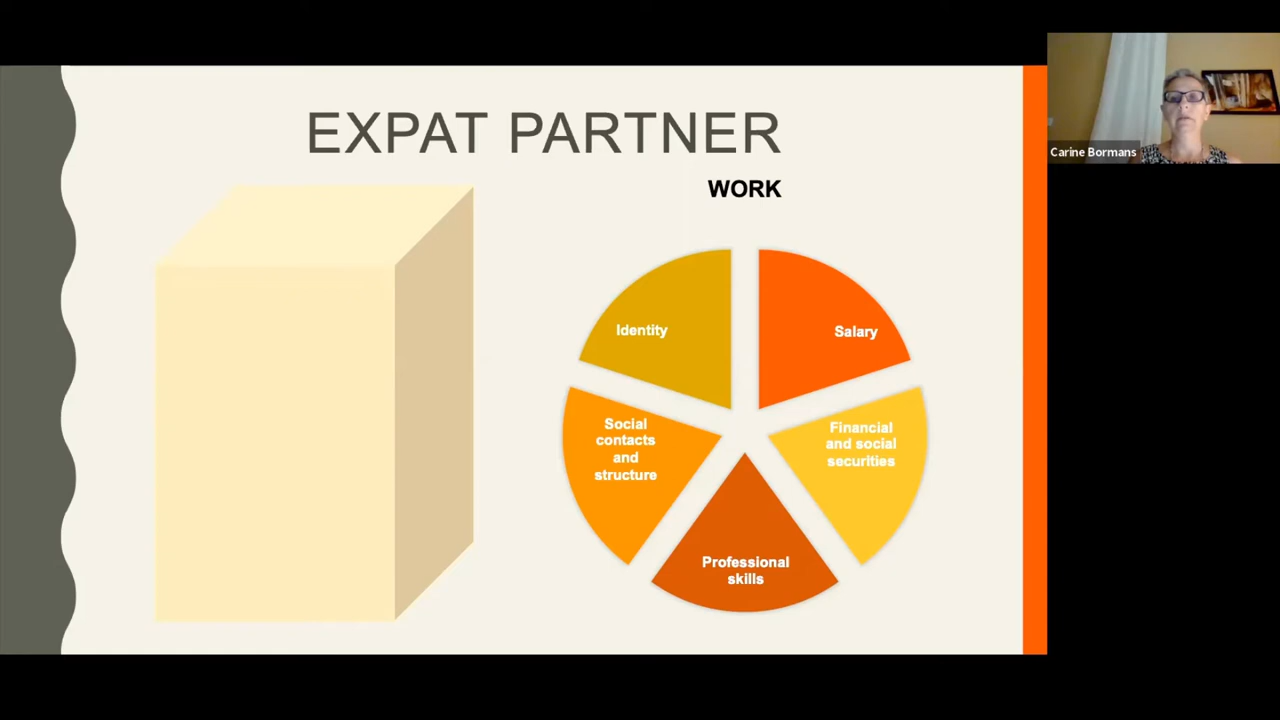 EXPAT PARTNER
WORK
Identity
Salary
Social
contacts
and
structure
Financial
and social
securities
Professional
skills
Carine Bormans